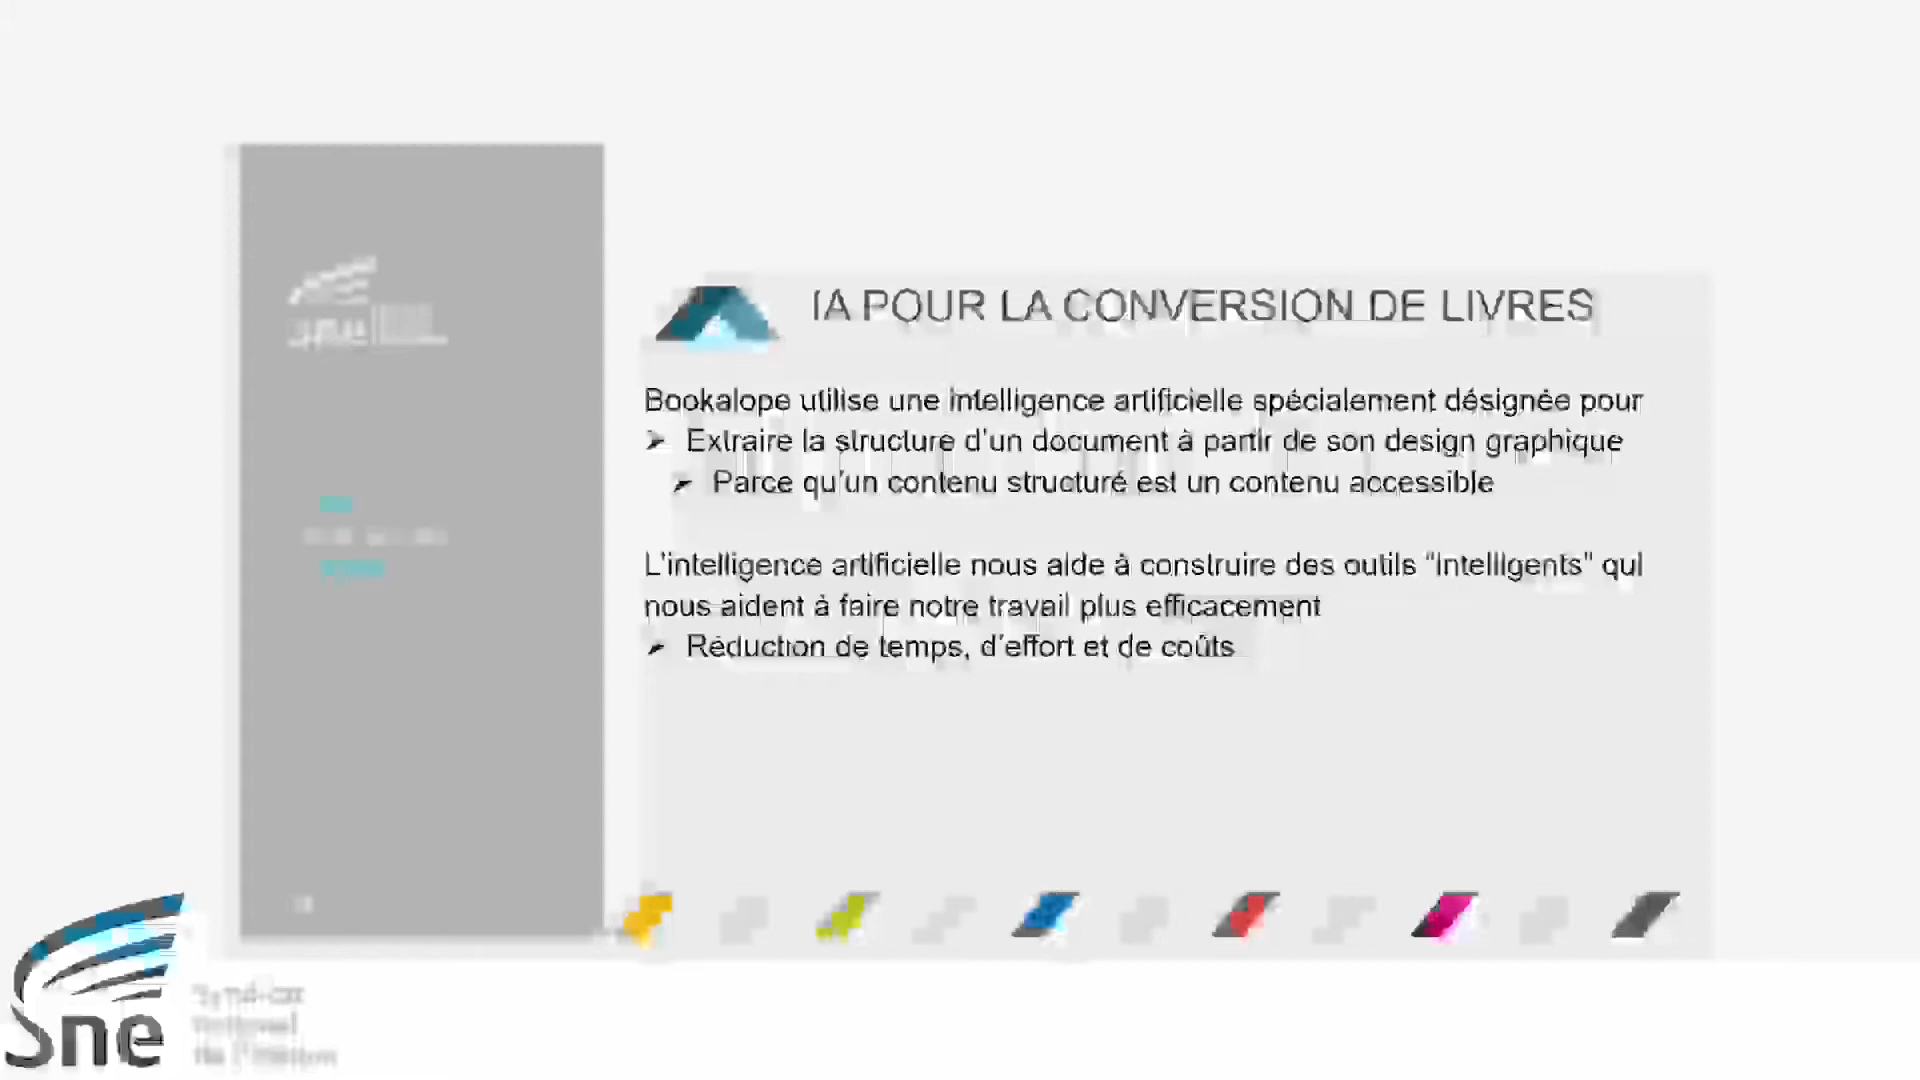 IA POUR LA CONVERSION DE LIVRES
Bookalope utilise une intelligence artificielle spécialement désignée pour
➤ Extraire la structure d'un document à partir de son design graphique
➤ Parce qu'un contenu structuré est un contenu accessible
L'intelligence artificielle nous aide à construire des outils "intelligents" qui
nous aident à faire notre travail plus efficacement
➤ Réduction de temps, d'effort et de coûts
Sne